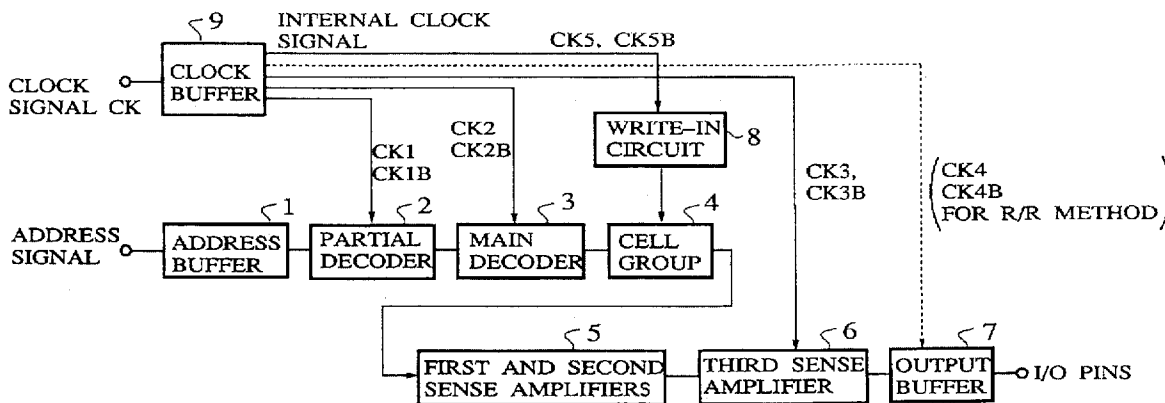 9
INTERNAL CLOCK
SIGNAL
CK5, CK5B
CLOCK
BUFFER
CLOCK
SIGNAL CK
CK1
CK1B
CK2
CK2B
WRITE-IN
CIRCUIT
8
CK3,
CK3B
(CK4
CK4B
FOR R/R METHOD)
ADDRESS
SIGNAL
1
ADDRESS
BUFFER
2
PARTIAL
DECODER
3
MAIN
DECODER
4
CELL
GROUP
5
FIRST AND SECOND
SENSE AMPLIFIERS
6
THIRD SENSE
AMPLIFIER
7
OUTPUT
BUFFER
I/O PINS